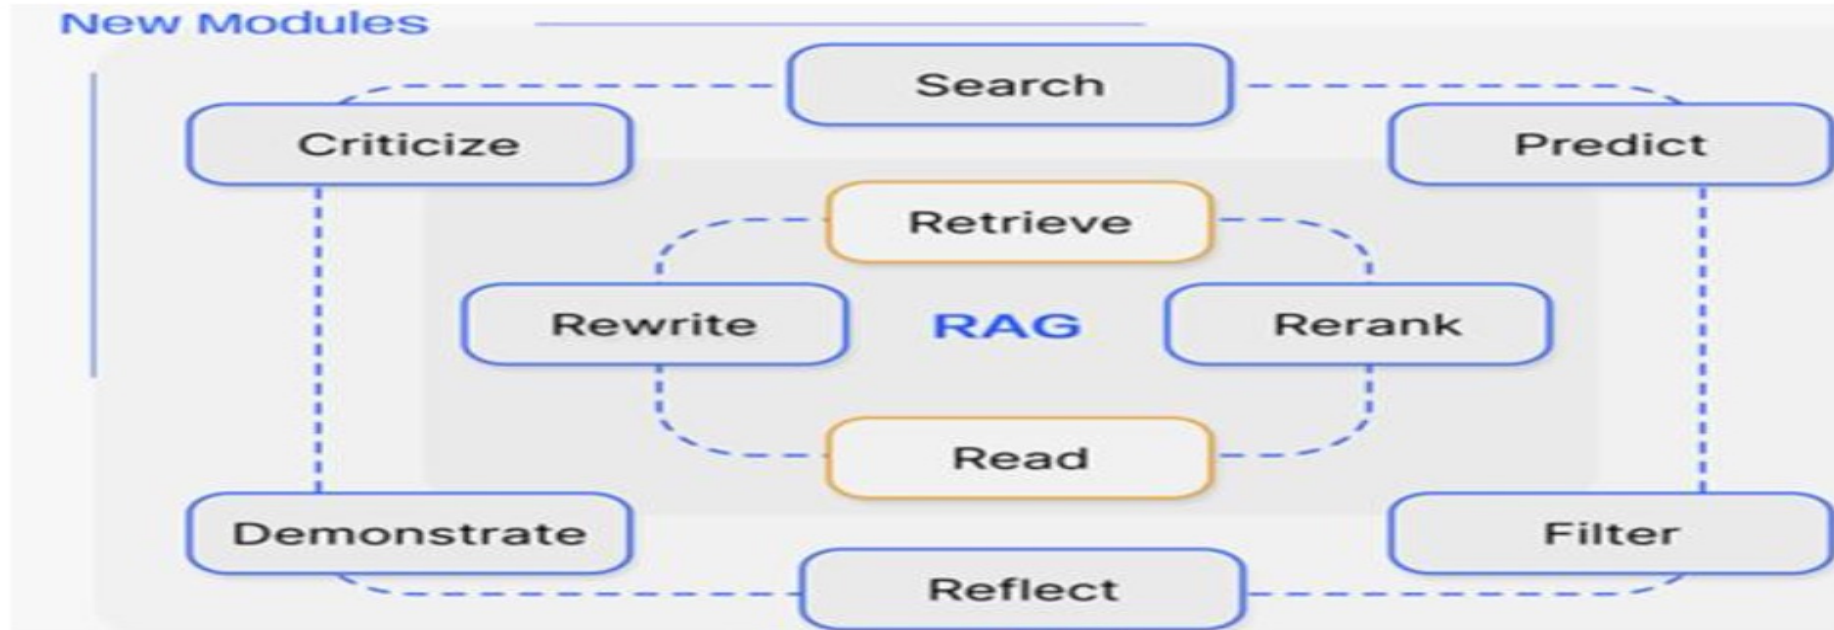 New Modules
Search
Criticize
Predict
Retrieve
Rewrite
RAG
Rerank
Read
Demonstrate
Filter
Reflect